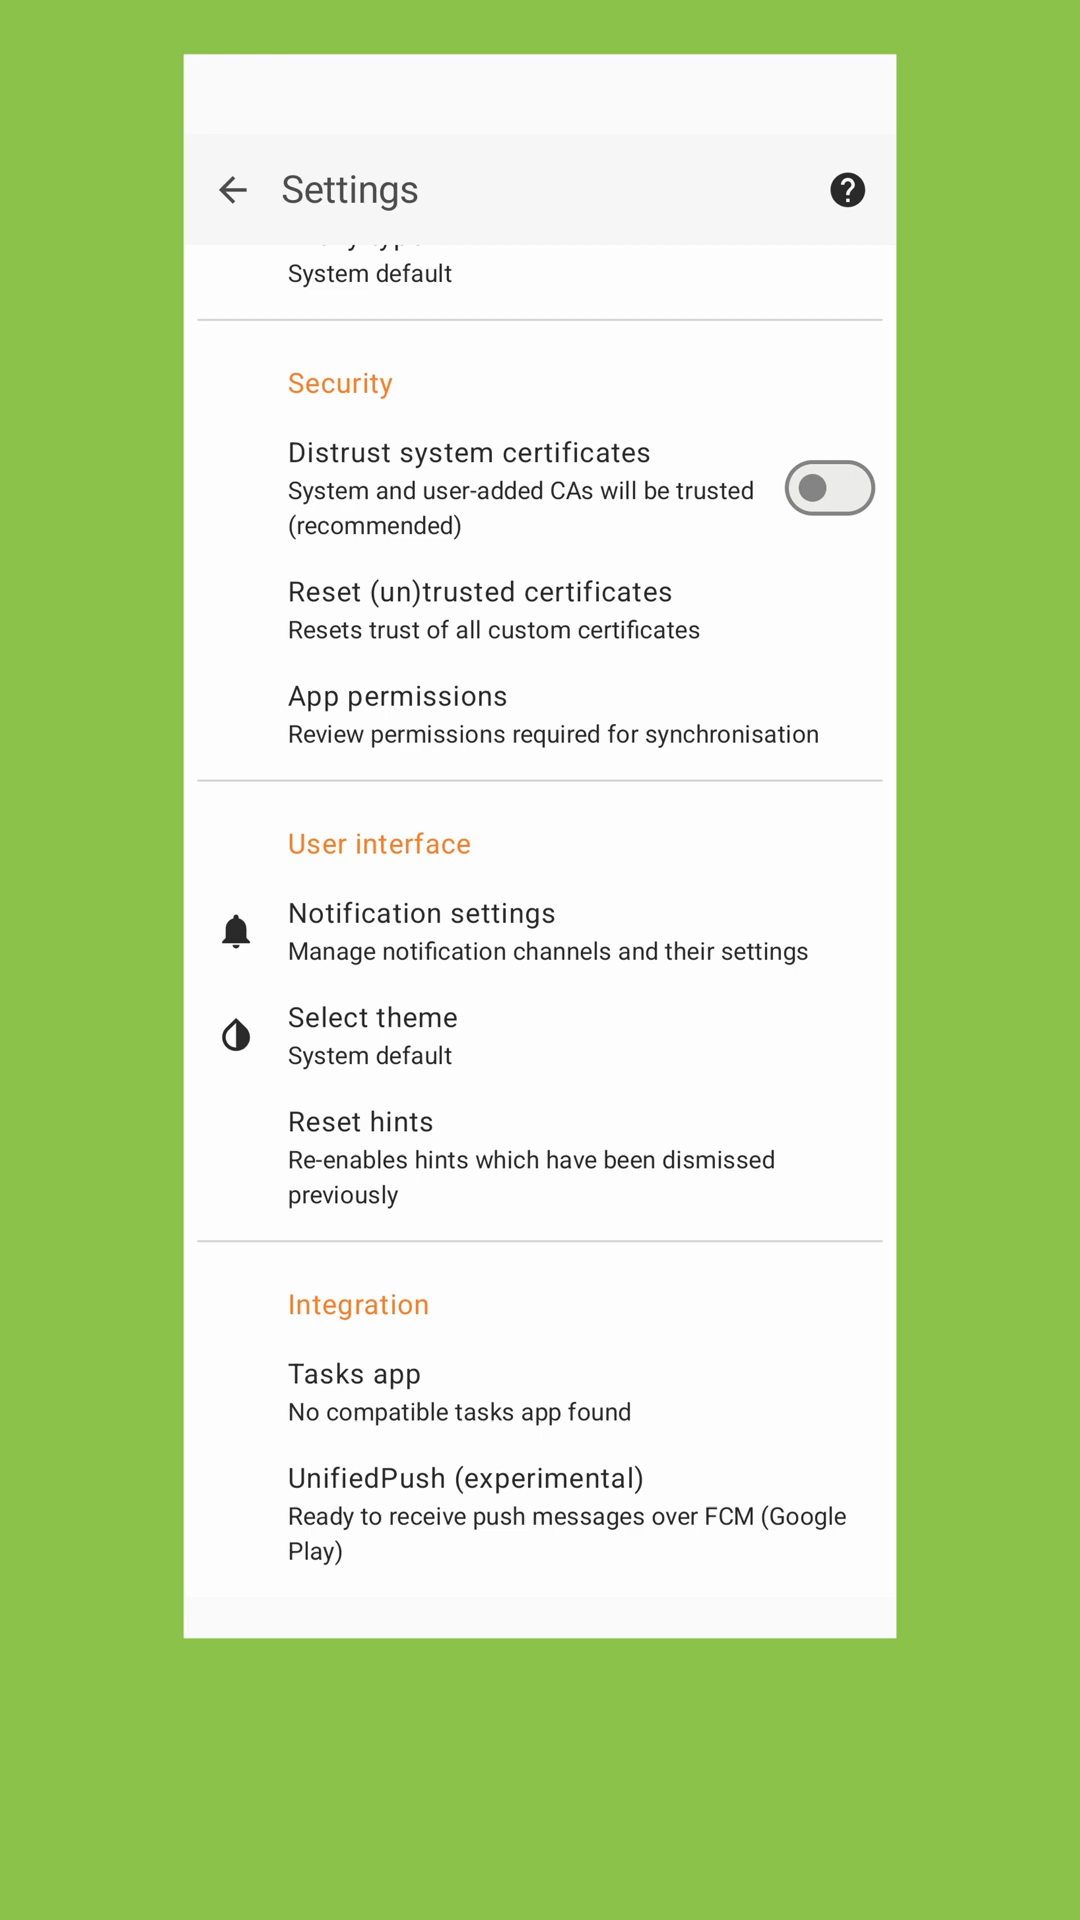 Settings
System default
Security
Distrust system certificates
System and user-added CAs will be trusted
(recommended)
Reset (un)trusted certificates
Resets trust of all custom certificates
App permissions
Review permissions required for synchronisation
User interface
Notification settings
Manage notification channels and their settings
Select theme
System default
Reset hints
Re-enables hints which have been dismissed
previously
Integration
Tasks app
No compatible tasks app found
UnifiedPush (experimental)
Ready to receive push messages over FCM (Google
Play)